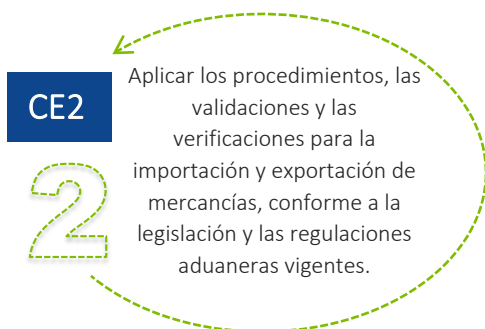 CE2
2
Aplicar los procedimientos, las
validaciones y las
verificaciones para la
importación y exportación de
mercancías, conforme a la
legislación y las regulaciones
aduaneras vigentes.